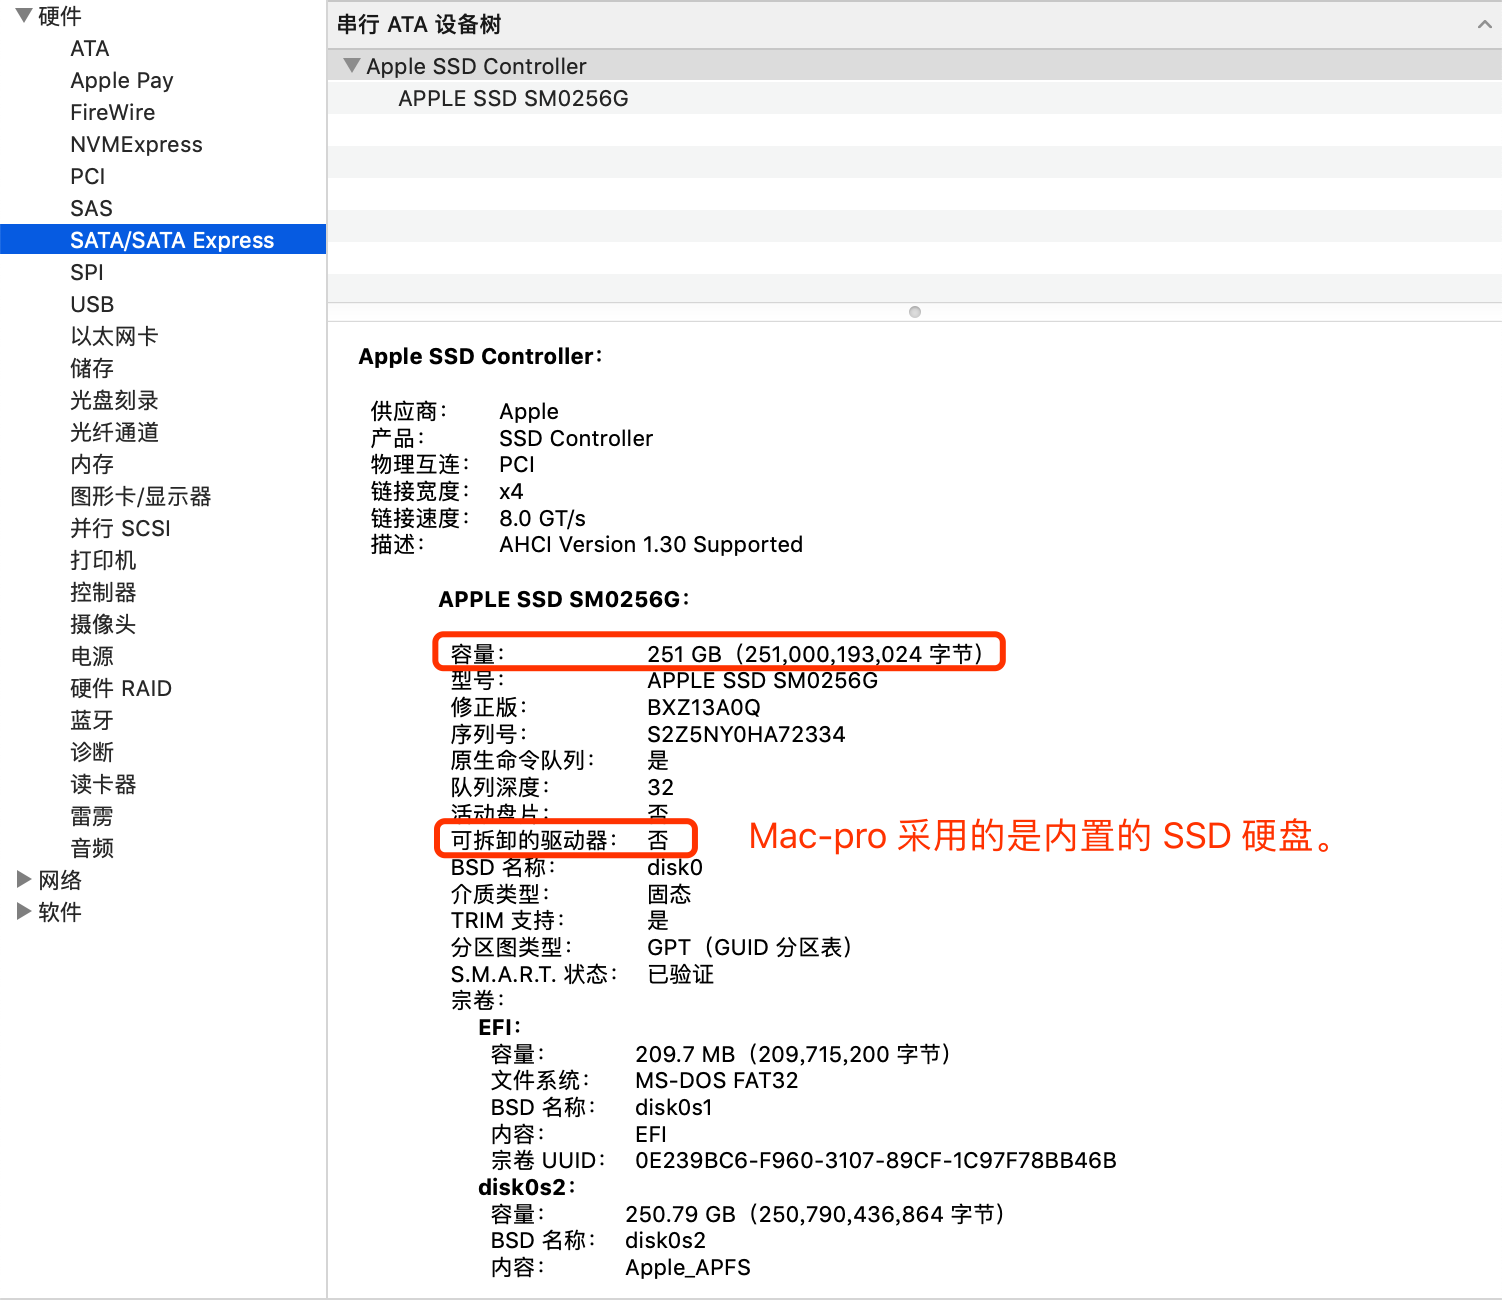 硬件
ATA
Apple Pay
FireWire
NVMExpress
PCI
SAS
SATA/SATA Express
SPI
USB
以太网卡
储存
光盘刻录
光纤通道
内存
图形卡/显示器
并行 SCSI
打印机
控制器
摄像头
电源
硬件 RAID
蓝牙
诊断
读卡器
雷雳
音频
网络
软件
串行 ATA 设备树
Apple SSD Controller
APPLE SSD SM0256G
Apple SSD Controller：
供应商： Apple
产品： SSD Controller
物理互连： PCI
链接宽度： x4
链接速度： 8.0 GT/s
描述： AHCI Version 1.30 Supported
APPLE SSD SM0256G：
容量： 251 GB（251,000,193,024 字节）
型号： APPLE SSD SM0256G
修正版： BXZ13A0Q
序列号： S2Z5NY0HA72334
原生命令队列： 是
队列深度： 32
活动盘片： 否
可拆卸的驱动器： 否
Mac-pro 采用的是内置的 SSD 硬盘。
BSD 名称： disk0
介质类型： 固态
TRIM 支持： 是
分区图类型： GPT（GUID 分区表）
S.M.A.R.T. 状态： 已验证
宗卷：
EFI：
容量： 209.7 MB（209,715,200 字节）
文件系统： MS-DOS FAT32
BSD 名称： disk0s1
内容： EFI
宗卷 UUID： 0E239BC6-F960-3107-89CF-1C97F78BB46B
disk0s2：
容量： 250.79 GB（250,790,436,864 字节）
BSD 名称： disk0s2
内容： Apple_APFS